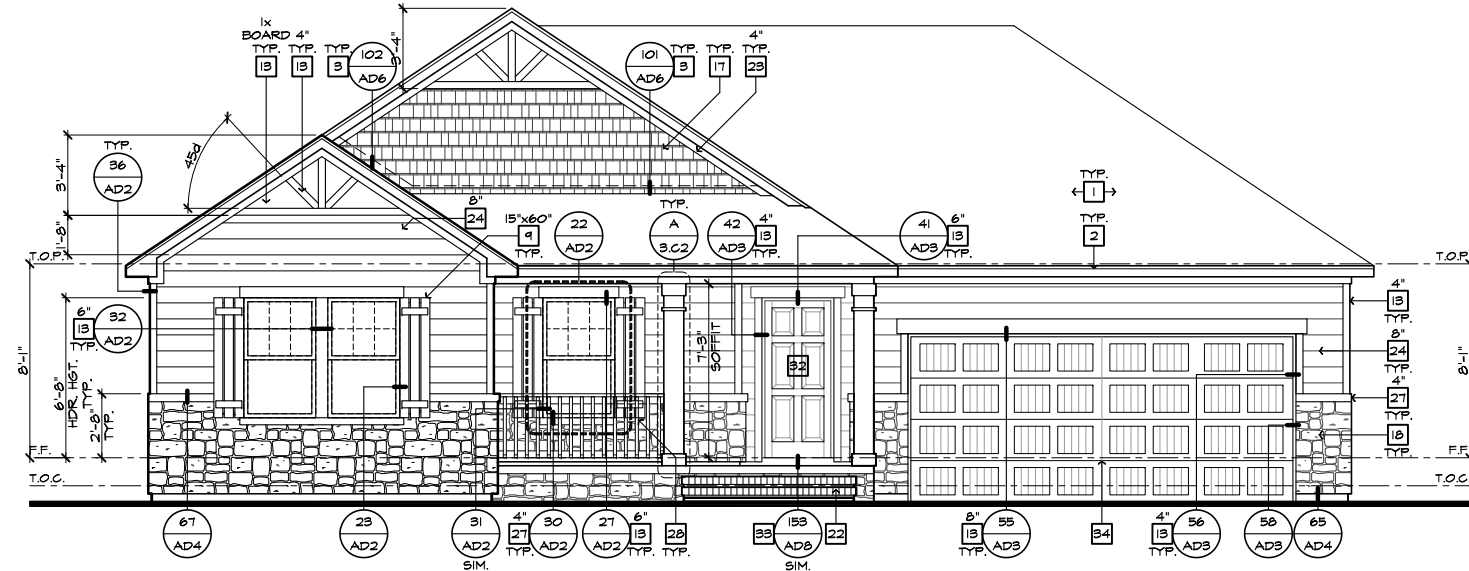 1x
BOARD 4"
TYP. TYP. TYP.
13 13 3
102
AD6
3'-4"
101
AD6
TYP.
3
17
4"
TYP.
23
TYP.
36
AD2
45d
3'-4"
1'-8"
8"
24
15"x60"
9
TYP.
22
AD2
TYP.
A
3.C2
42
AD3
4"
13
TYP.
41
AD3
6"
13
TYP.
TYP.
1
TYP.
2
T.O.P.
T.O.P.
6"
13
TYP.
32
AD2
8'-1"
6'-8"
HDR. HGT.
TYP.
2'-8"
TYP.
7'-3"
SOFFIT
32
4"
13
TYP.
8"
24
TYP.
4"
27
TYP.
18
TYP.
8'-1"
F.F.
F.F.
T.O.C.
T.O.C.
67
AD4
23
AD2
31
AD2
SIM.
4"
27
TYP.
30
AD2
27
AD2
6"
13
TYP.
28
TYP.
33
153
AD8
SIM.
22
8"
13
TYP.
55
AD3
34
4"
13
TYP.
56
AD3
58
AD3
65
AD4